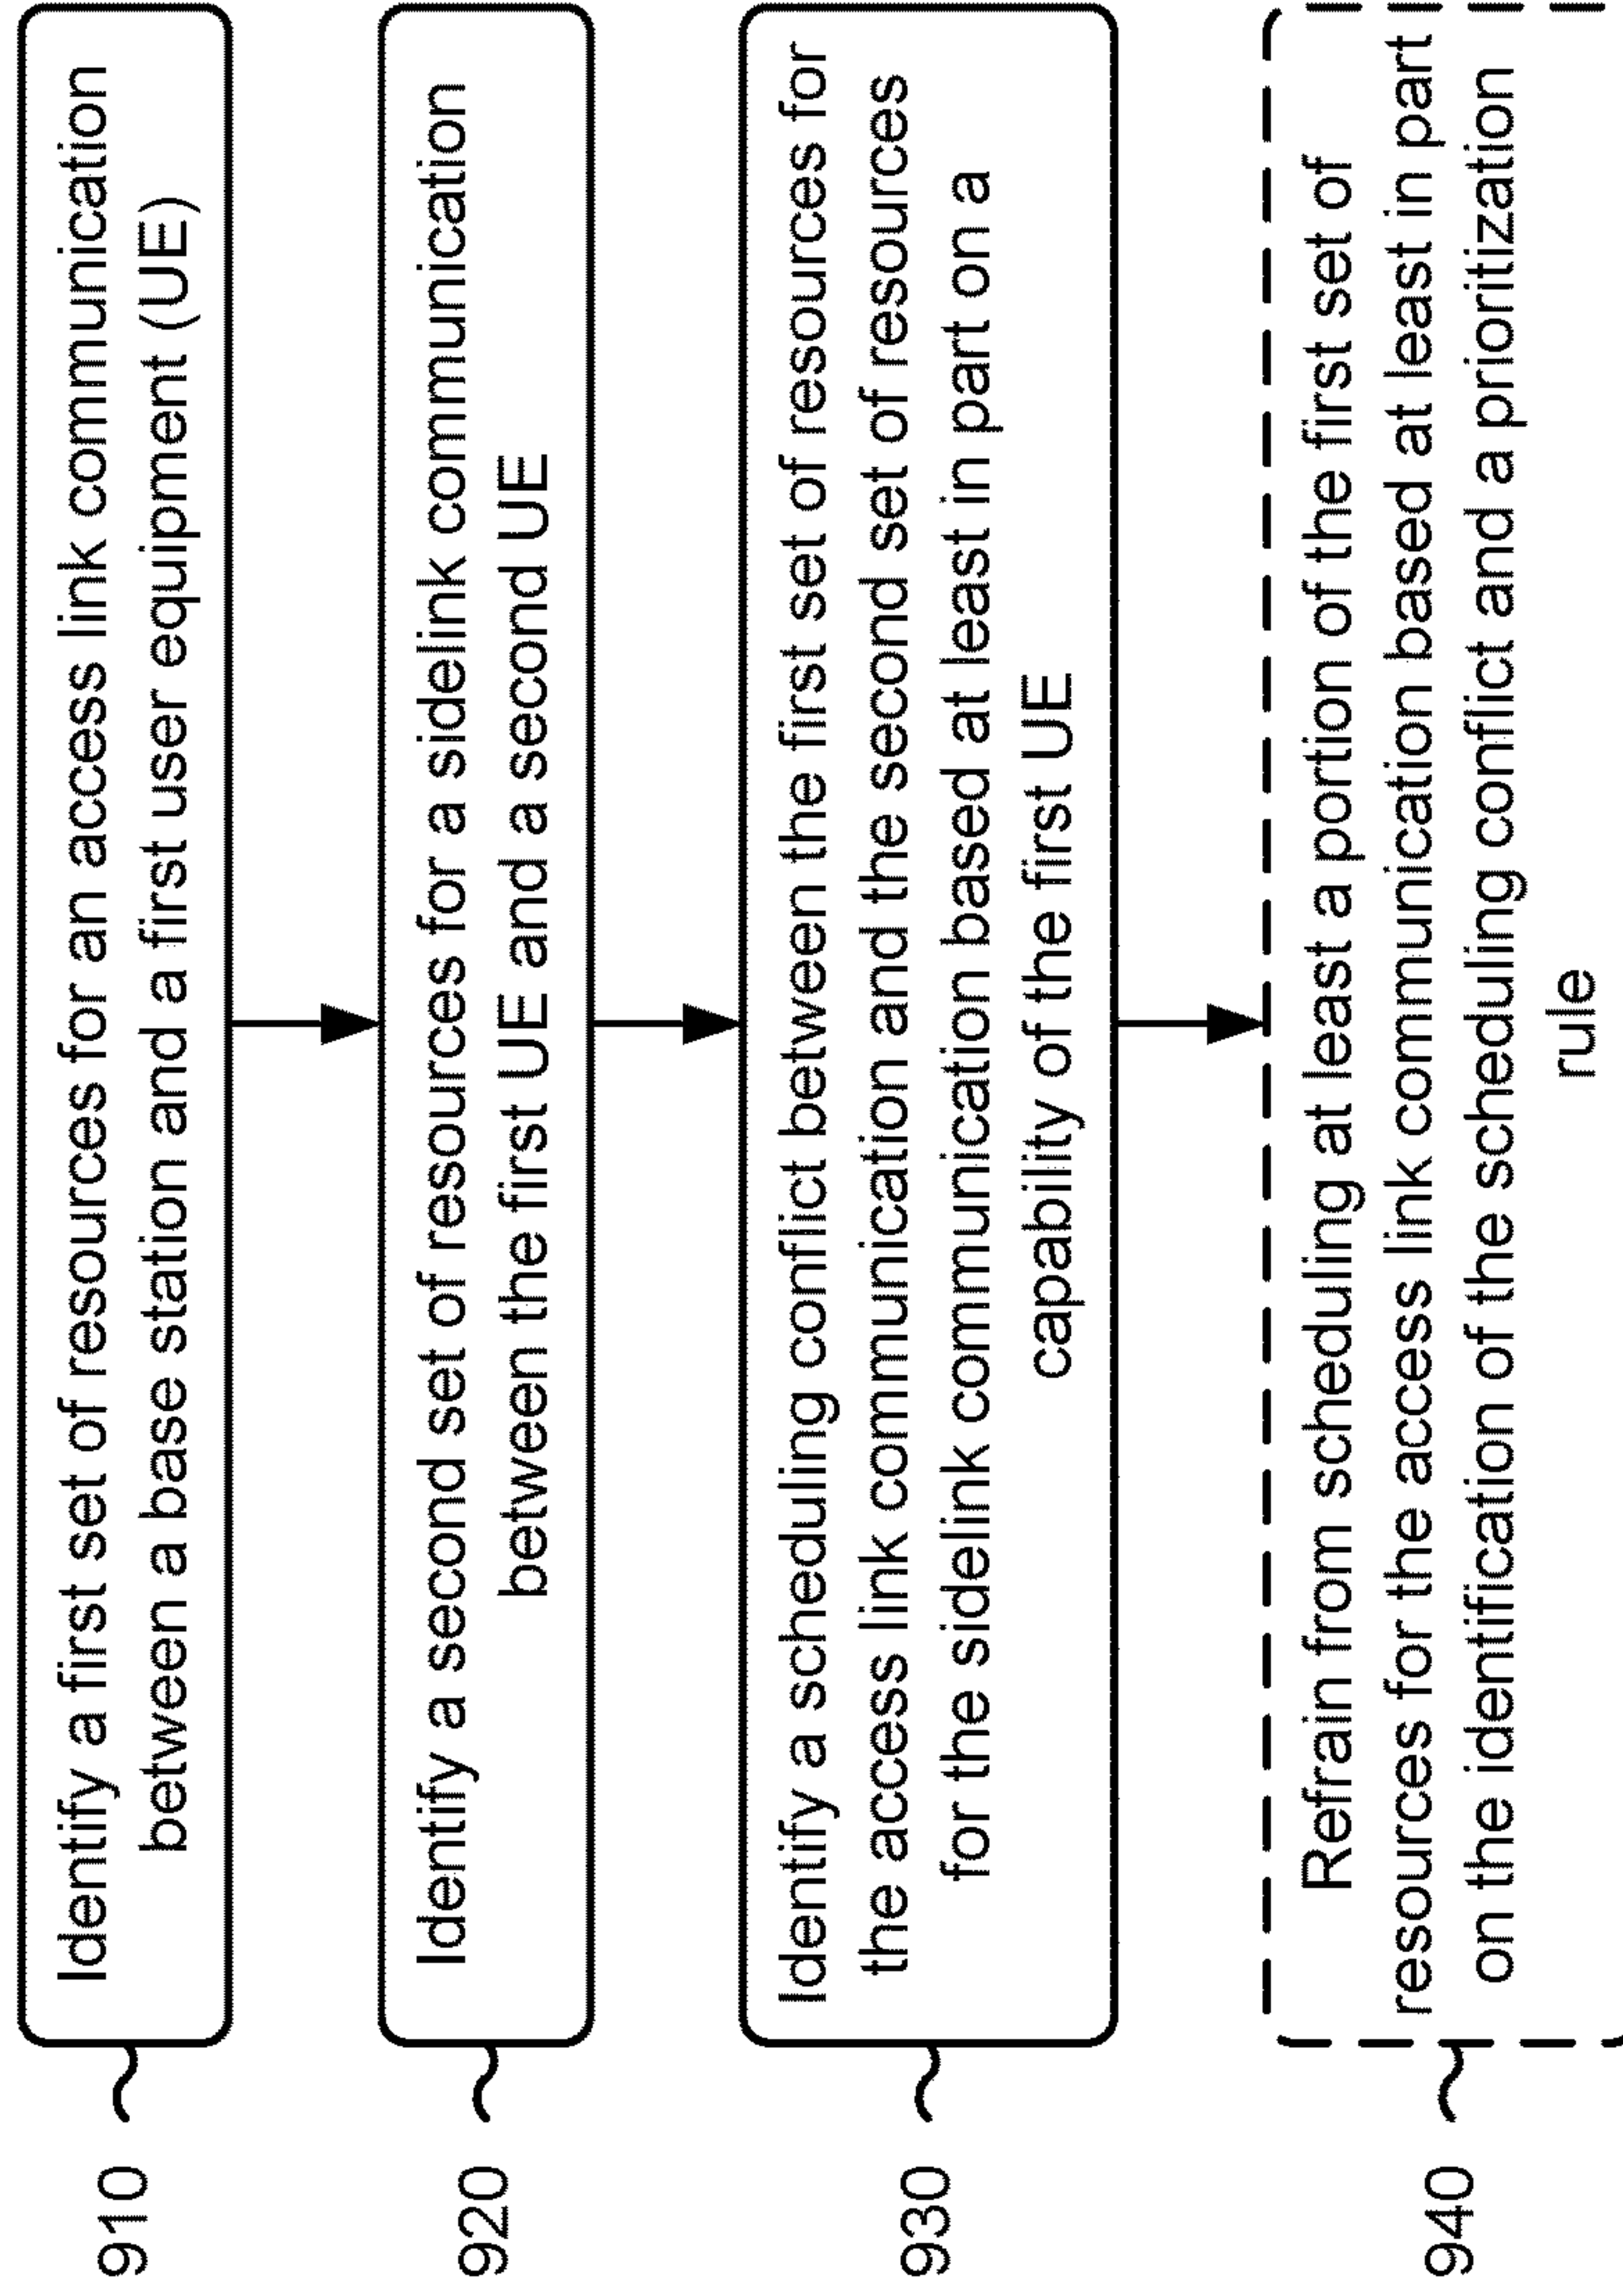 910
Identify a first set of resources for an access link communication
between a base station and a first user equipment (UE)
920
Identify a second set of resources for a sidelink communication
between the first UE and a second UE
930
Identify a scheduling conflict between the first set of resources for
the access link communication and the second set of resources
for the sidelink communication based at least in part on a
capability of the first UE
940
Refrain from scheduling at least a portion of the first set of
resources for the access link communication based at least in part
on the identification of the scheduling conflict and a prioritization
rule